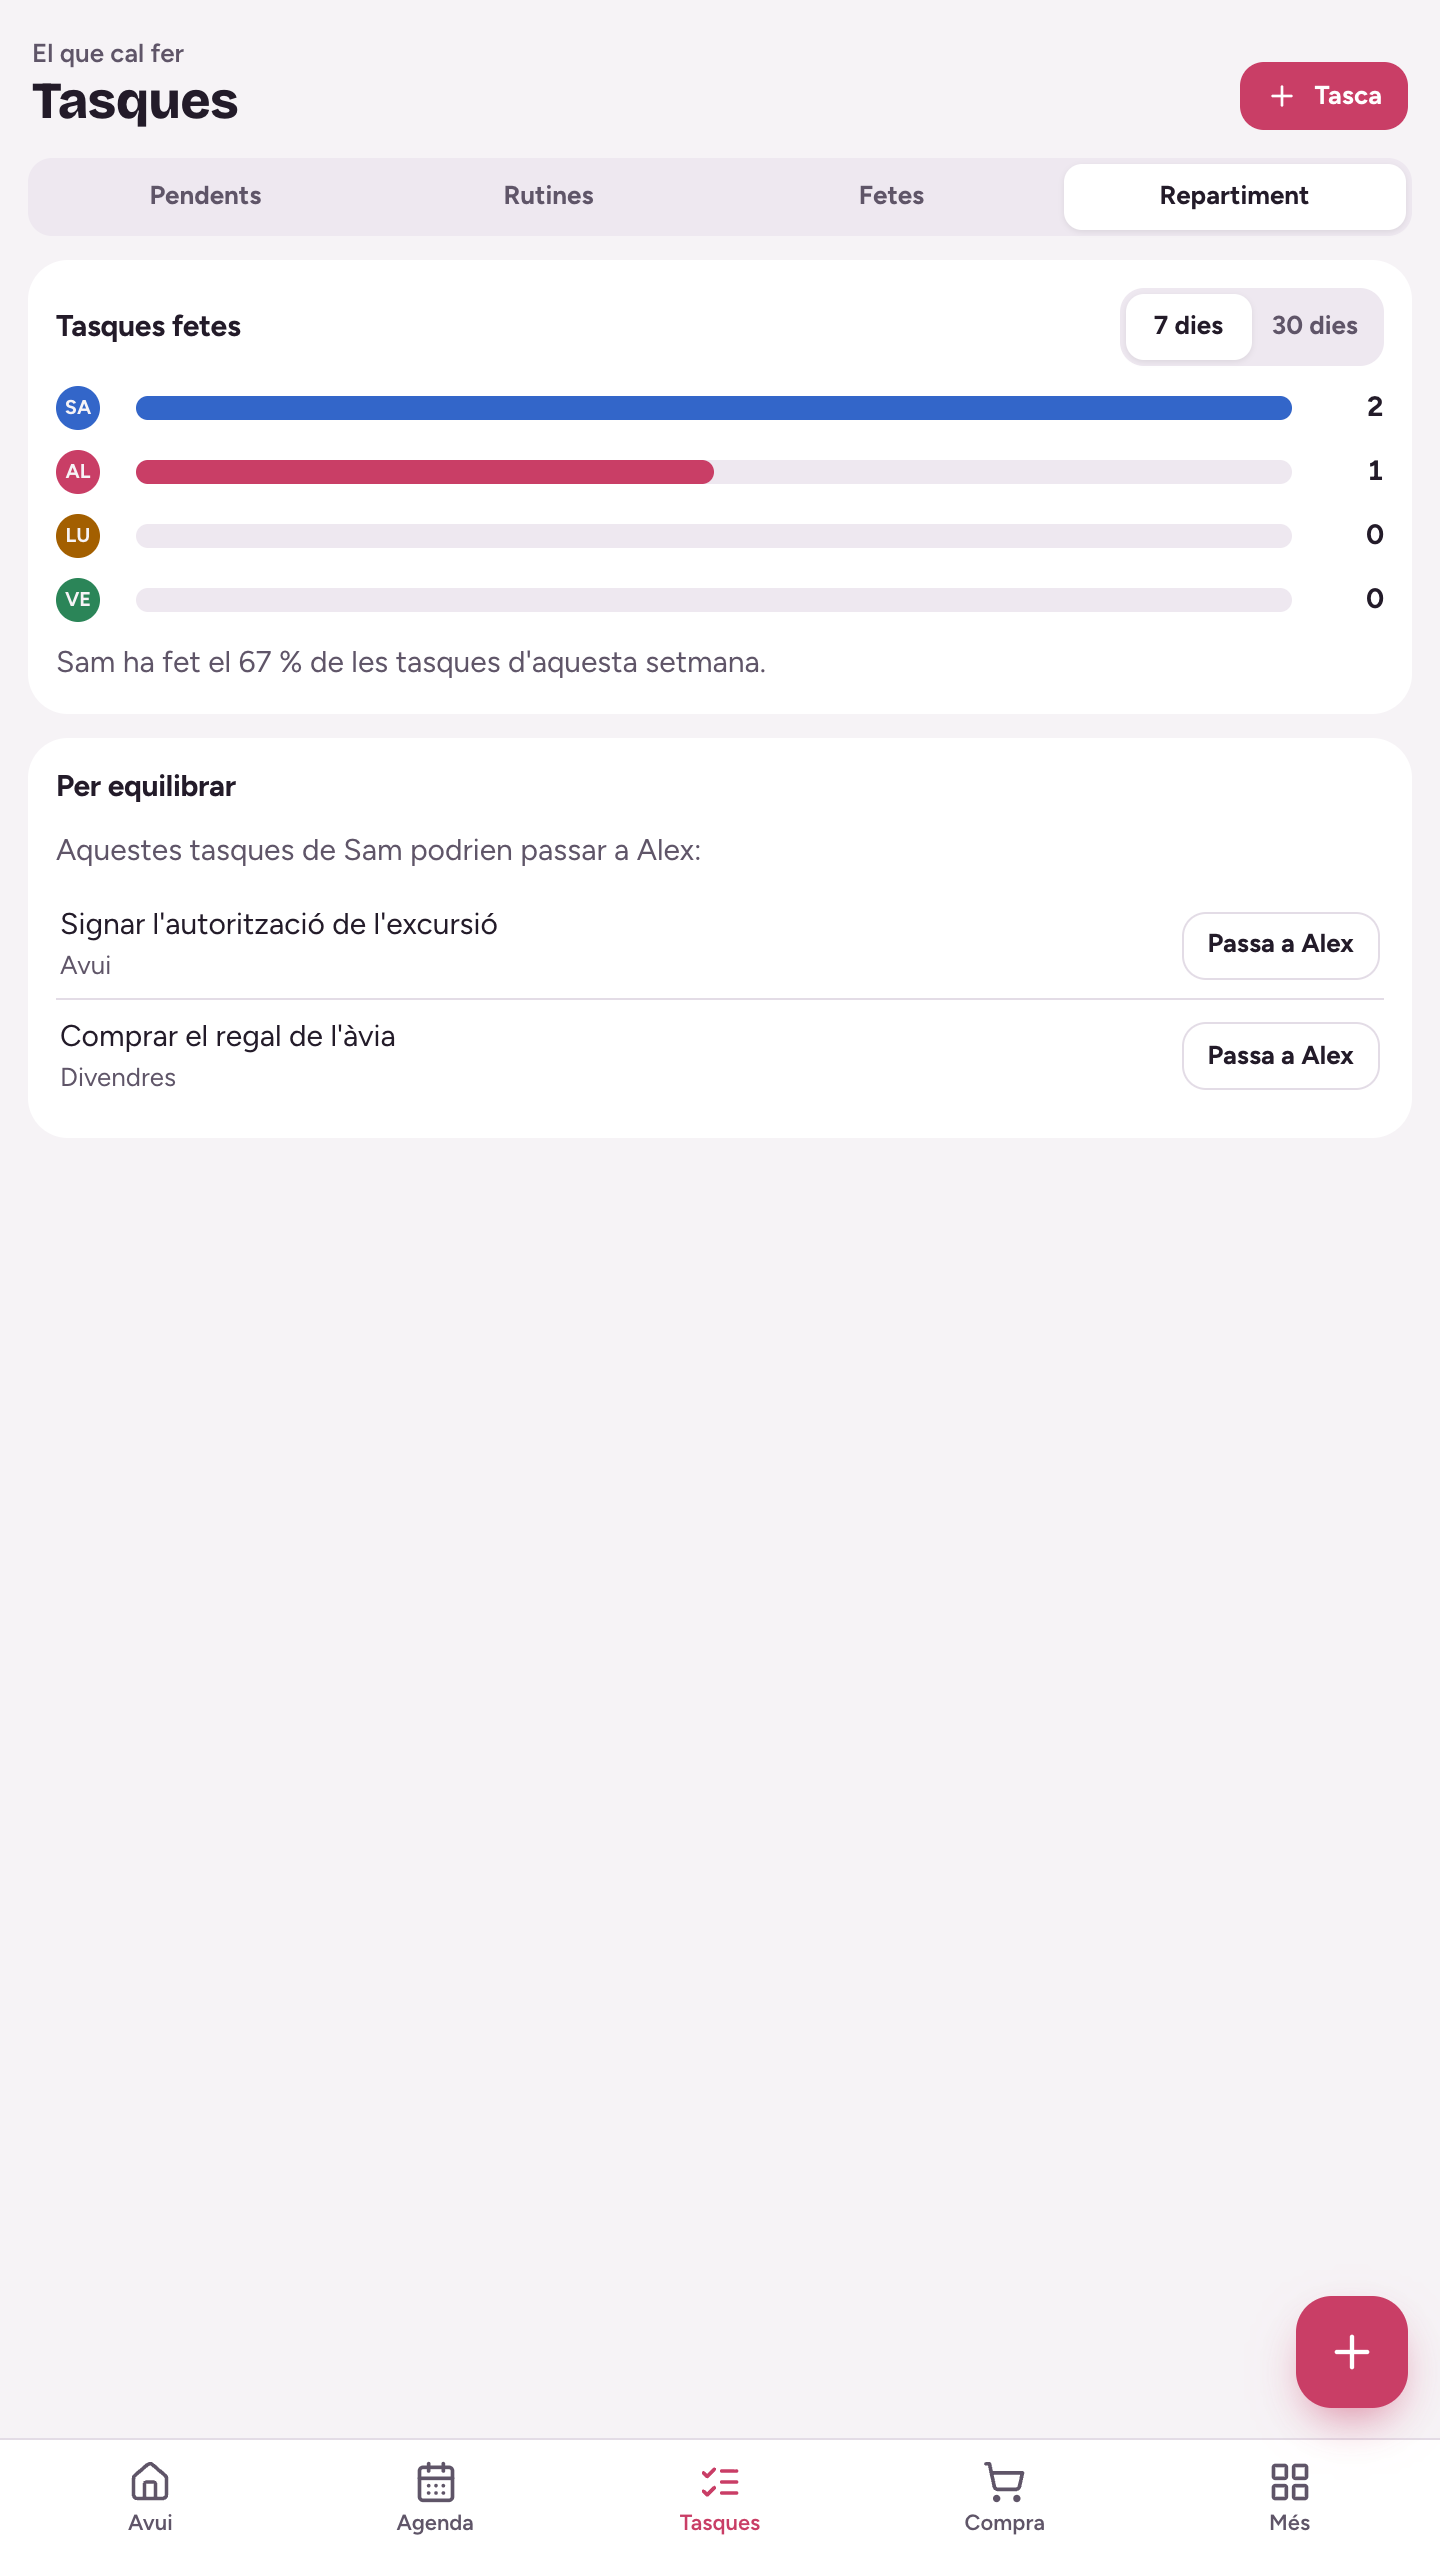 El que cal fer
Tasques
Tasca
Pendents Rutines Fetes Repartiment
Tasques fetes
7 dies 30 dies
SA 2
AL 1
LU 0
VE 0
Sam ha fet el 67 % de les tasques d'aquesta setmana.
Per equilibrar
Aquestes tasques de Sam podrien passar a Alex:
Signar l'autorització de l'excursió
Avui
Passa a Alex
Comprar el regal de l'àvia
Divendres
Passa a Alex
Avui Agenda Tasques Compra Més